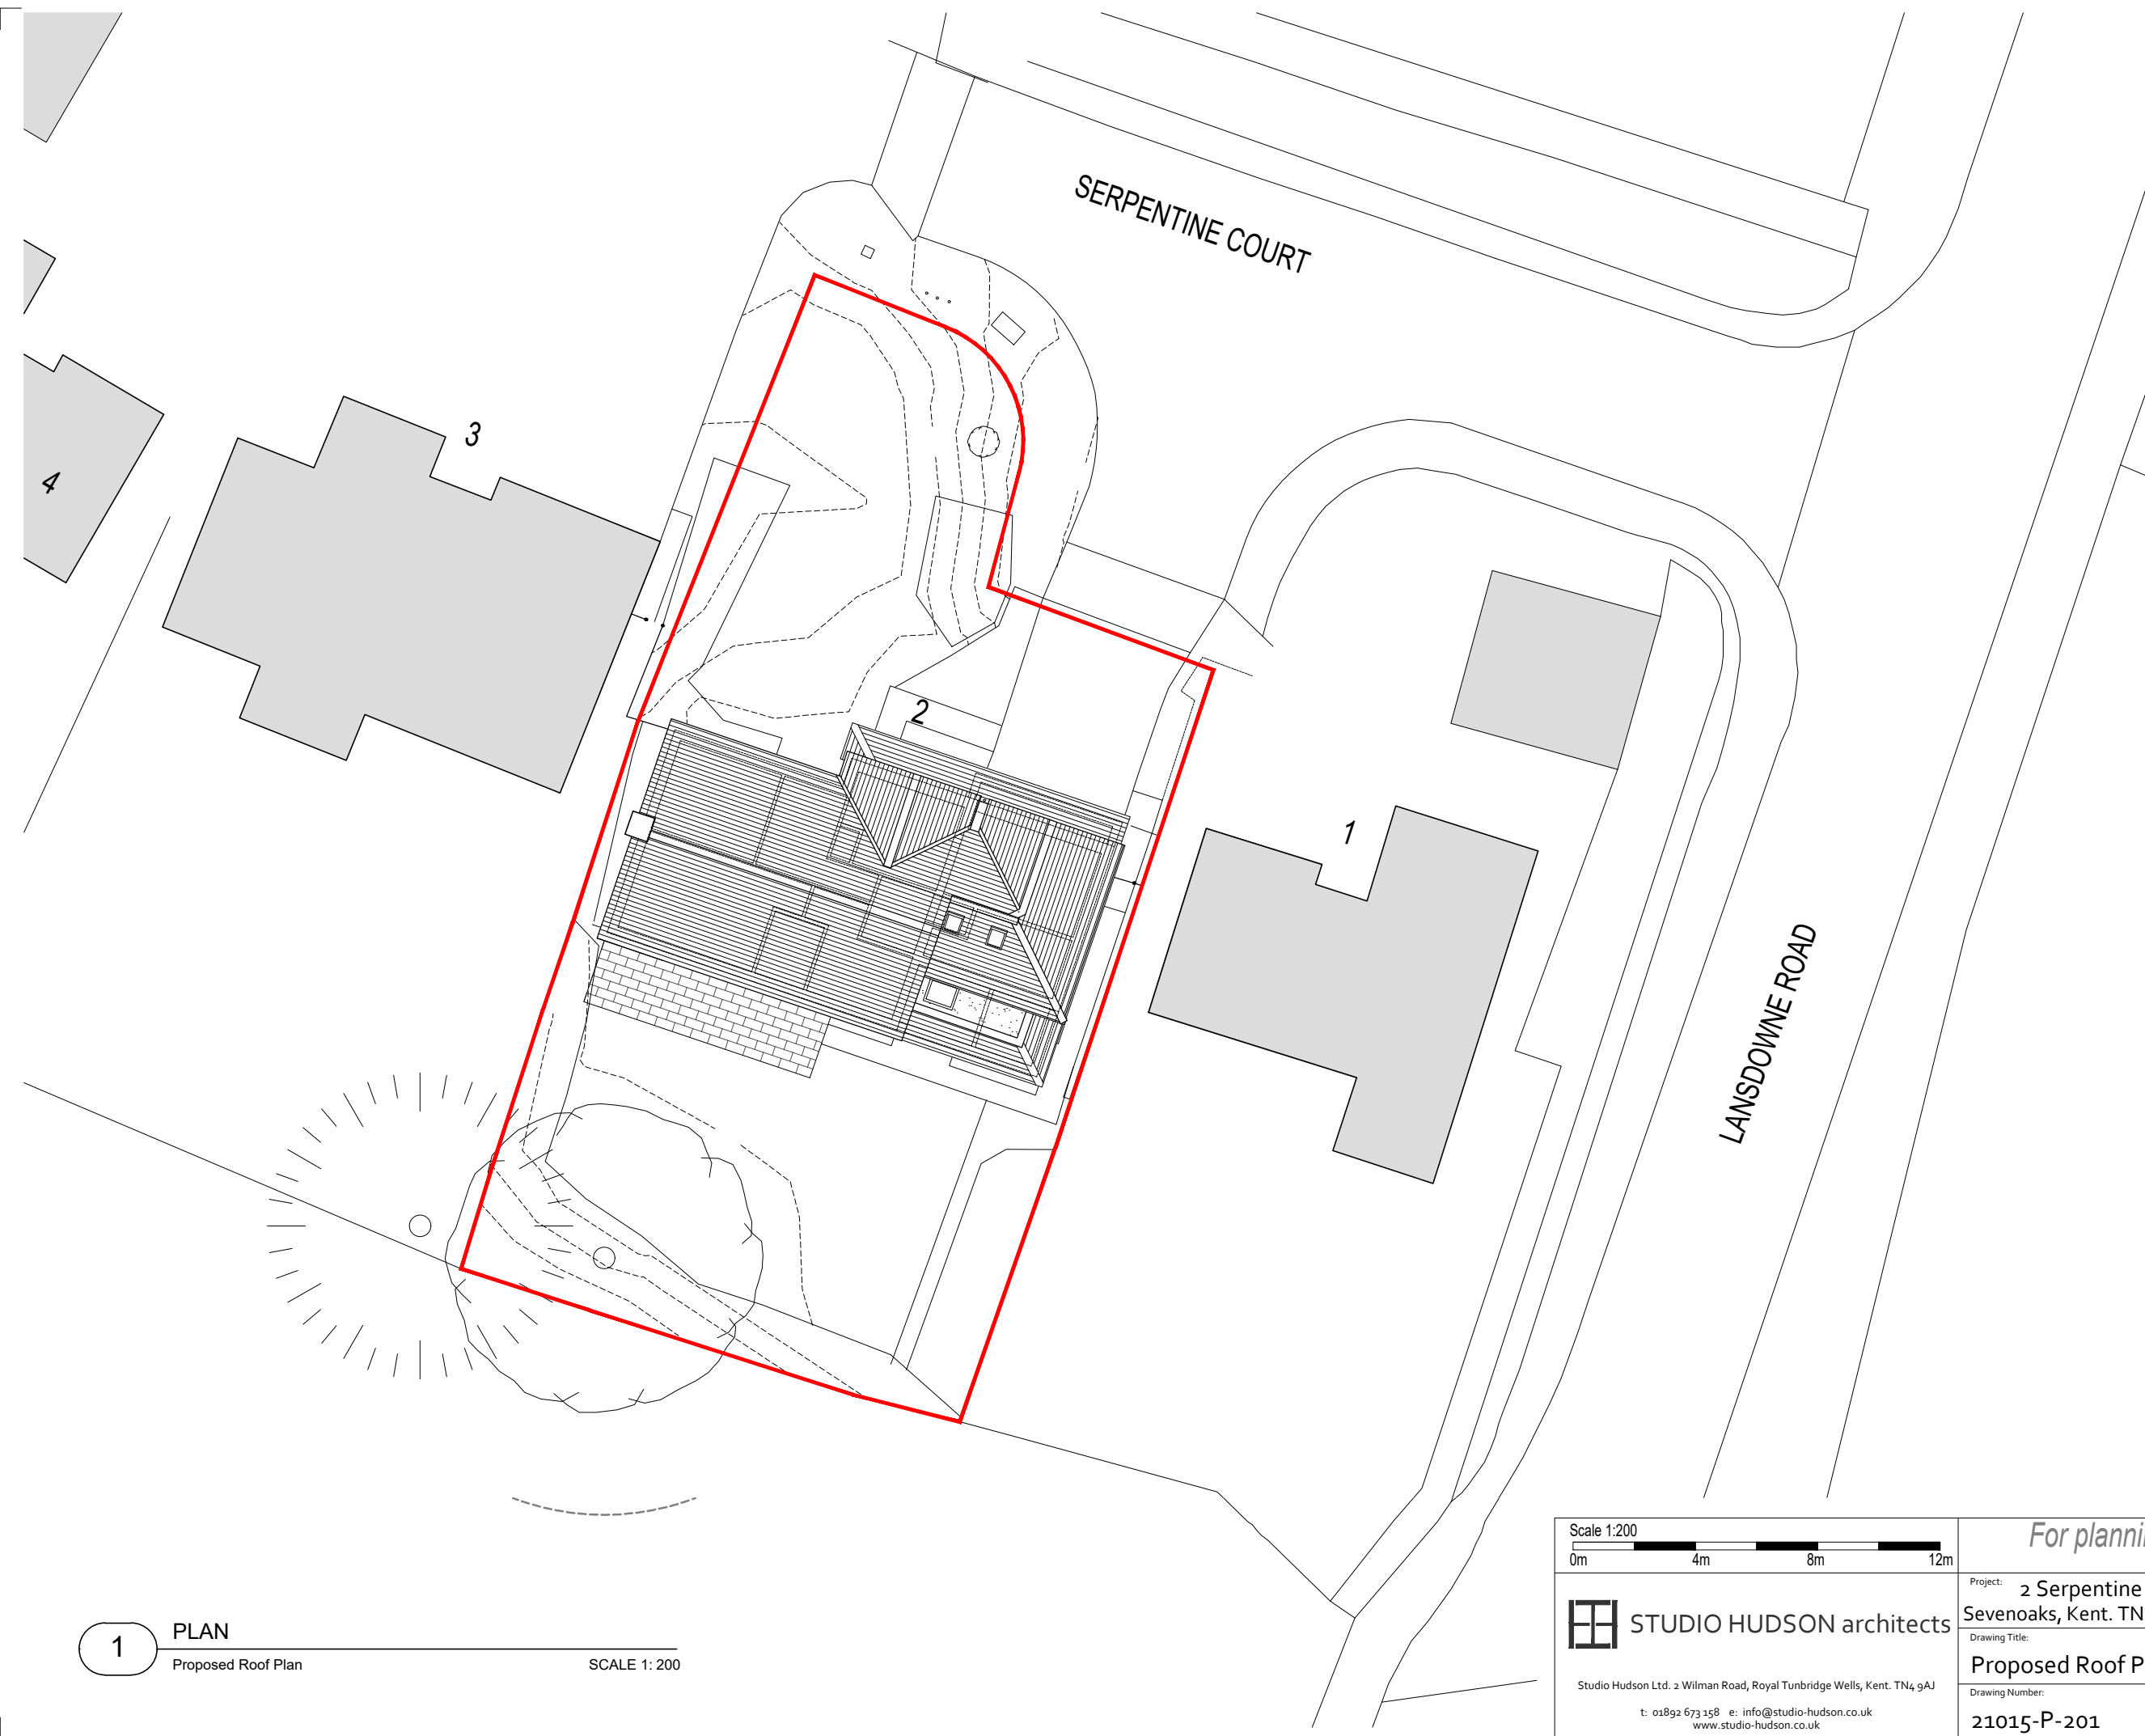 SERPENTINE COURT
3
4
2
1
LANSDOWNE ROAD
Scale 1:200
0m 4m 8m 12m
For planni
STUDIO HUDSON architects
Studio Hudson Ltd. 2 Wilman Road, Royal Tunbridge Wells, Kent. TN4 9AJ
t: 01892 673 158 e: info@studio-hudson.co.uk
www.studio-hudson.co.uk
Project: 2 Serpentine
Sevenoaks, Kent. TN
Drawing Title:
Proposed Roof P
Drawing Number:
21015-P-201
1
PLAN
Proposed Roof Plan SCALE 1: 200